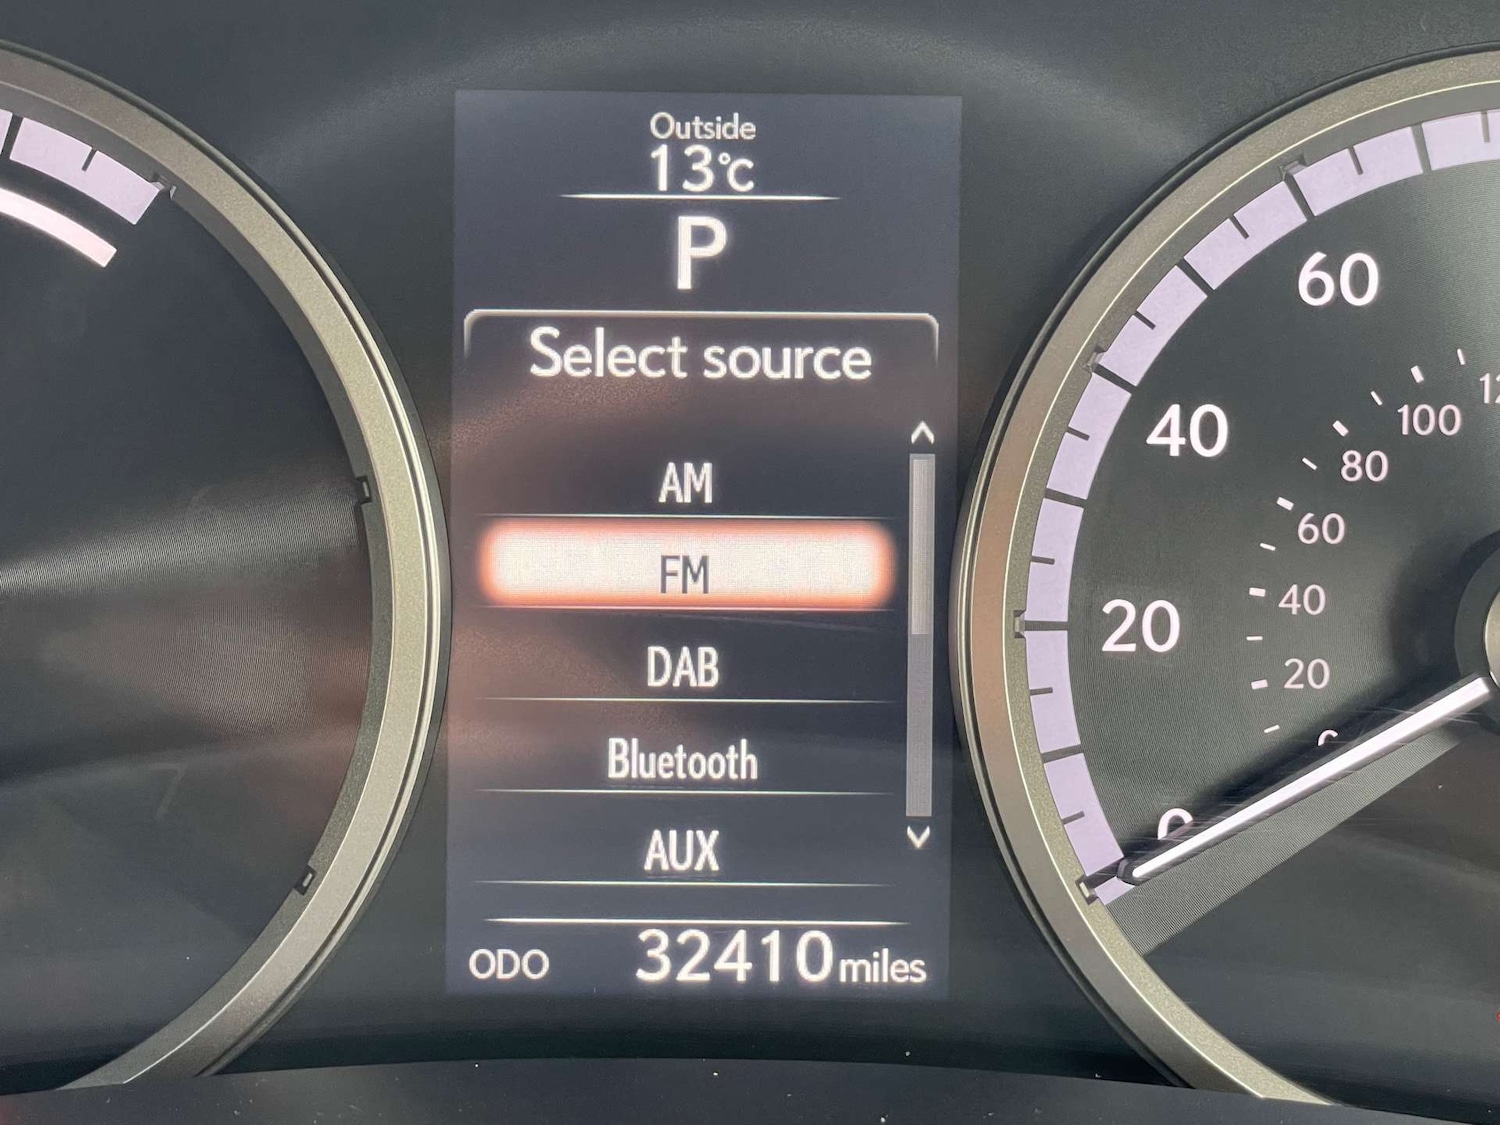 Outside
13°C
P
Select source
AM
FM
DAB
Bluetooth
AUX
ODO 32410 miles
60
40
20
0
100
80
60
40
20